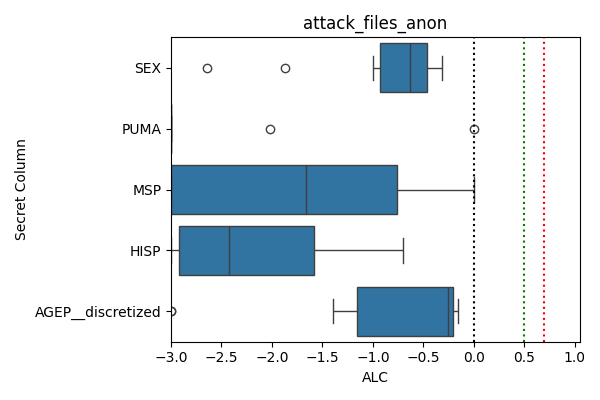 attack_files_anon
Secret Column
SEX
PUMA
MSP
HISP
AGEP__discretized
−3.0 −2.5 −2.0 −1.5 −1.0 −0.5 0.0 0.5 1.0
ALC